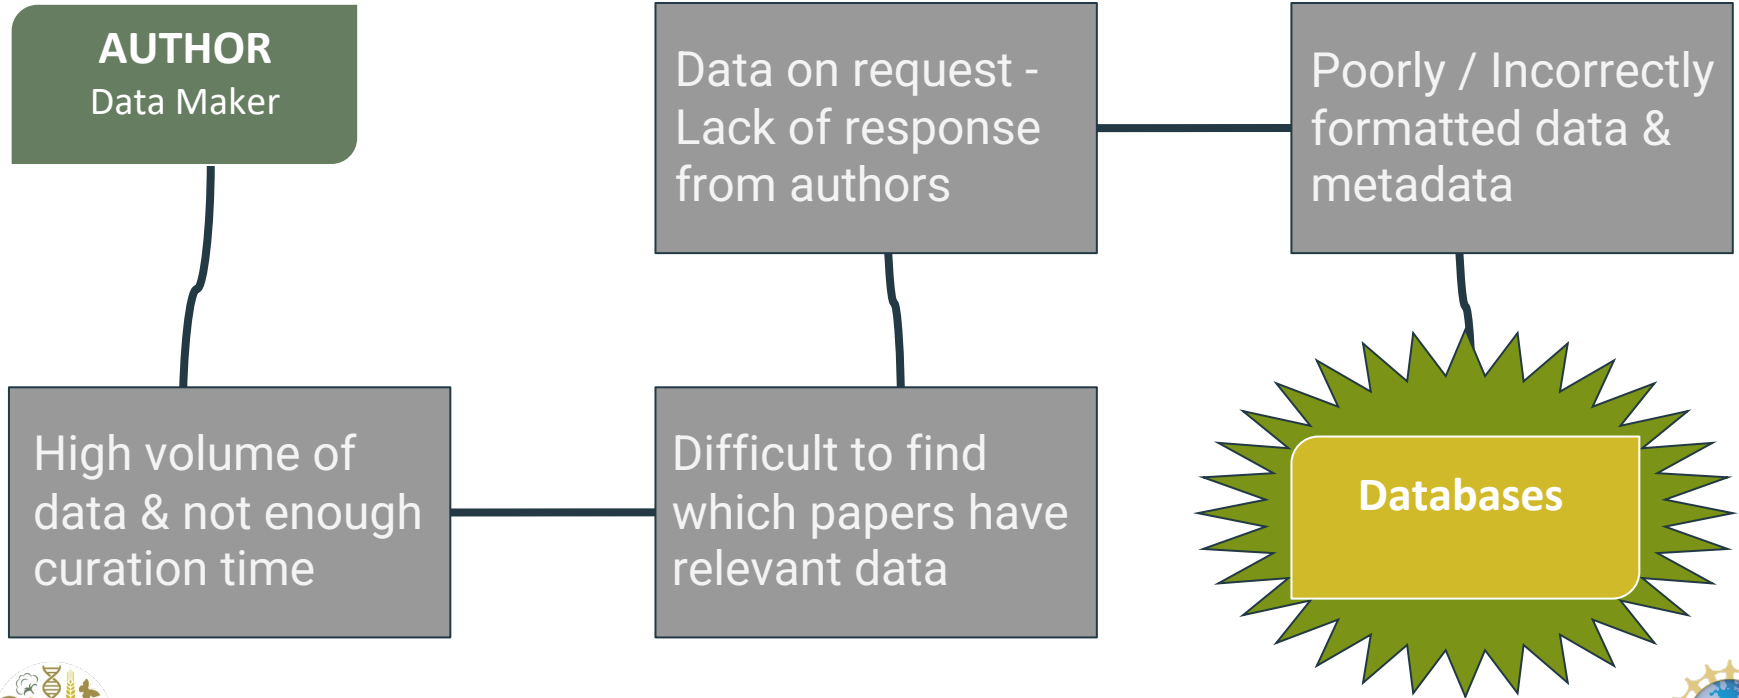 AUTHOR
Data Maker
High volume of
data & not enough
curation time
Difficult to find
which papers have
relevant data
Data on request -
Lack of response
from authors
Poorly / Incorrectly
formatted data &
metadata
Databases